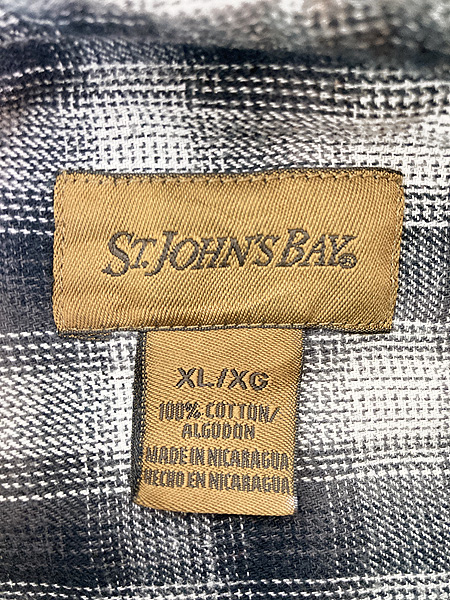 ST. JOHN'S BAY®
XL/XG
100% COTTON/
ALGODON
MADE IN NICARAGUA
HECHO EN NICARAGUA